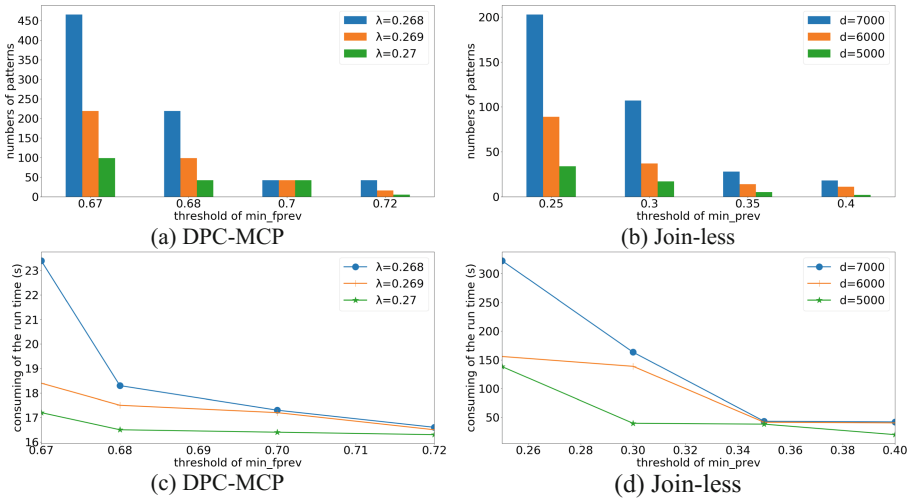 numbers of patterns
450
400
350
300
250
200
150
100
50
0
λ=0.268
λ=0.269
λ=0.27
0.67 0.68 0.7 0.72
threshold of min_fprev
(a) DPC-MCP
numbers of patterns
200
150
100
50
0
d=7000
d=6000
d=5000
0.25 0.3 0.35 0.4
threshold of min_prev
(b) Join-less
consuming of the run time (s)
23
22
21
20
19
18
17
16
λ=0.268
λ=0.269
λ=0.27
0.67 0.68 0.69 0.70 0.71 0.72
threshold of min_fprev
(c) DPC-MCP
consuming of the run time (s)
300
250
200
150
100
50
d=7000
d=6000
d=5000
0.26 0.28 0.30 0.32 0.34 0.36 0.38 0.40
threshold of min_prev
(d) Join-less